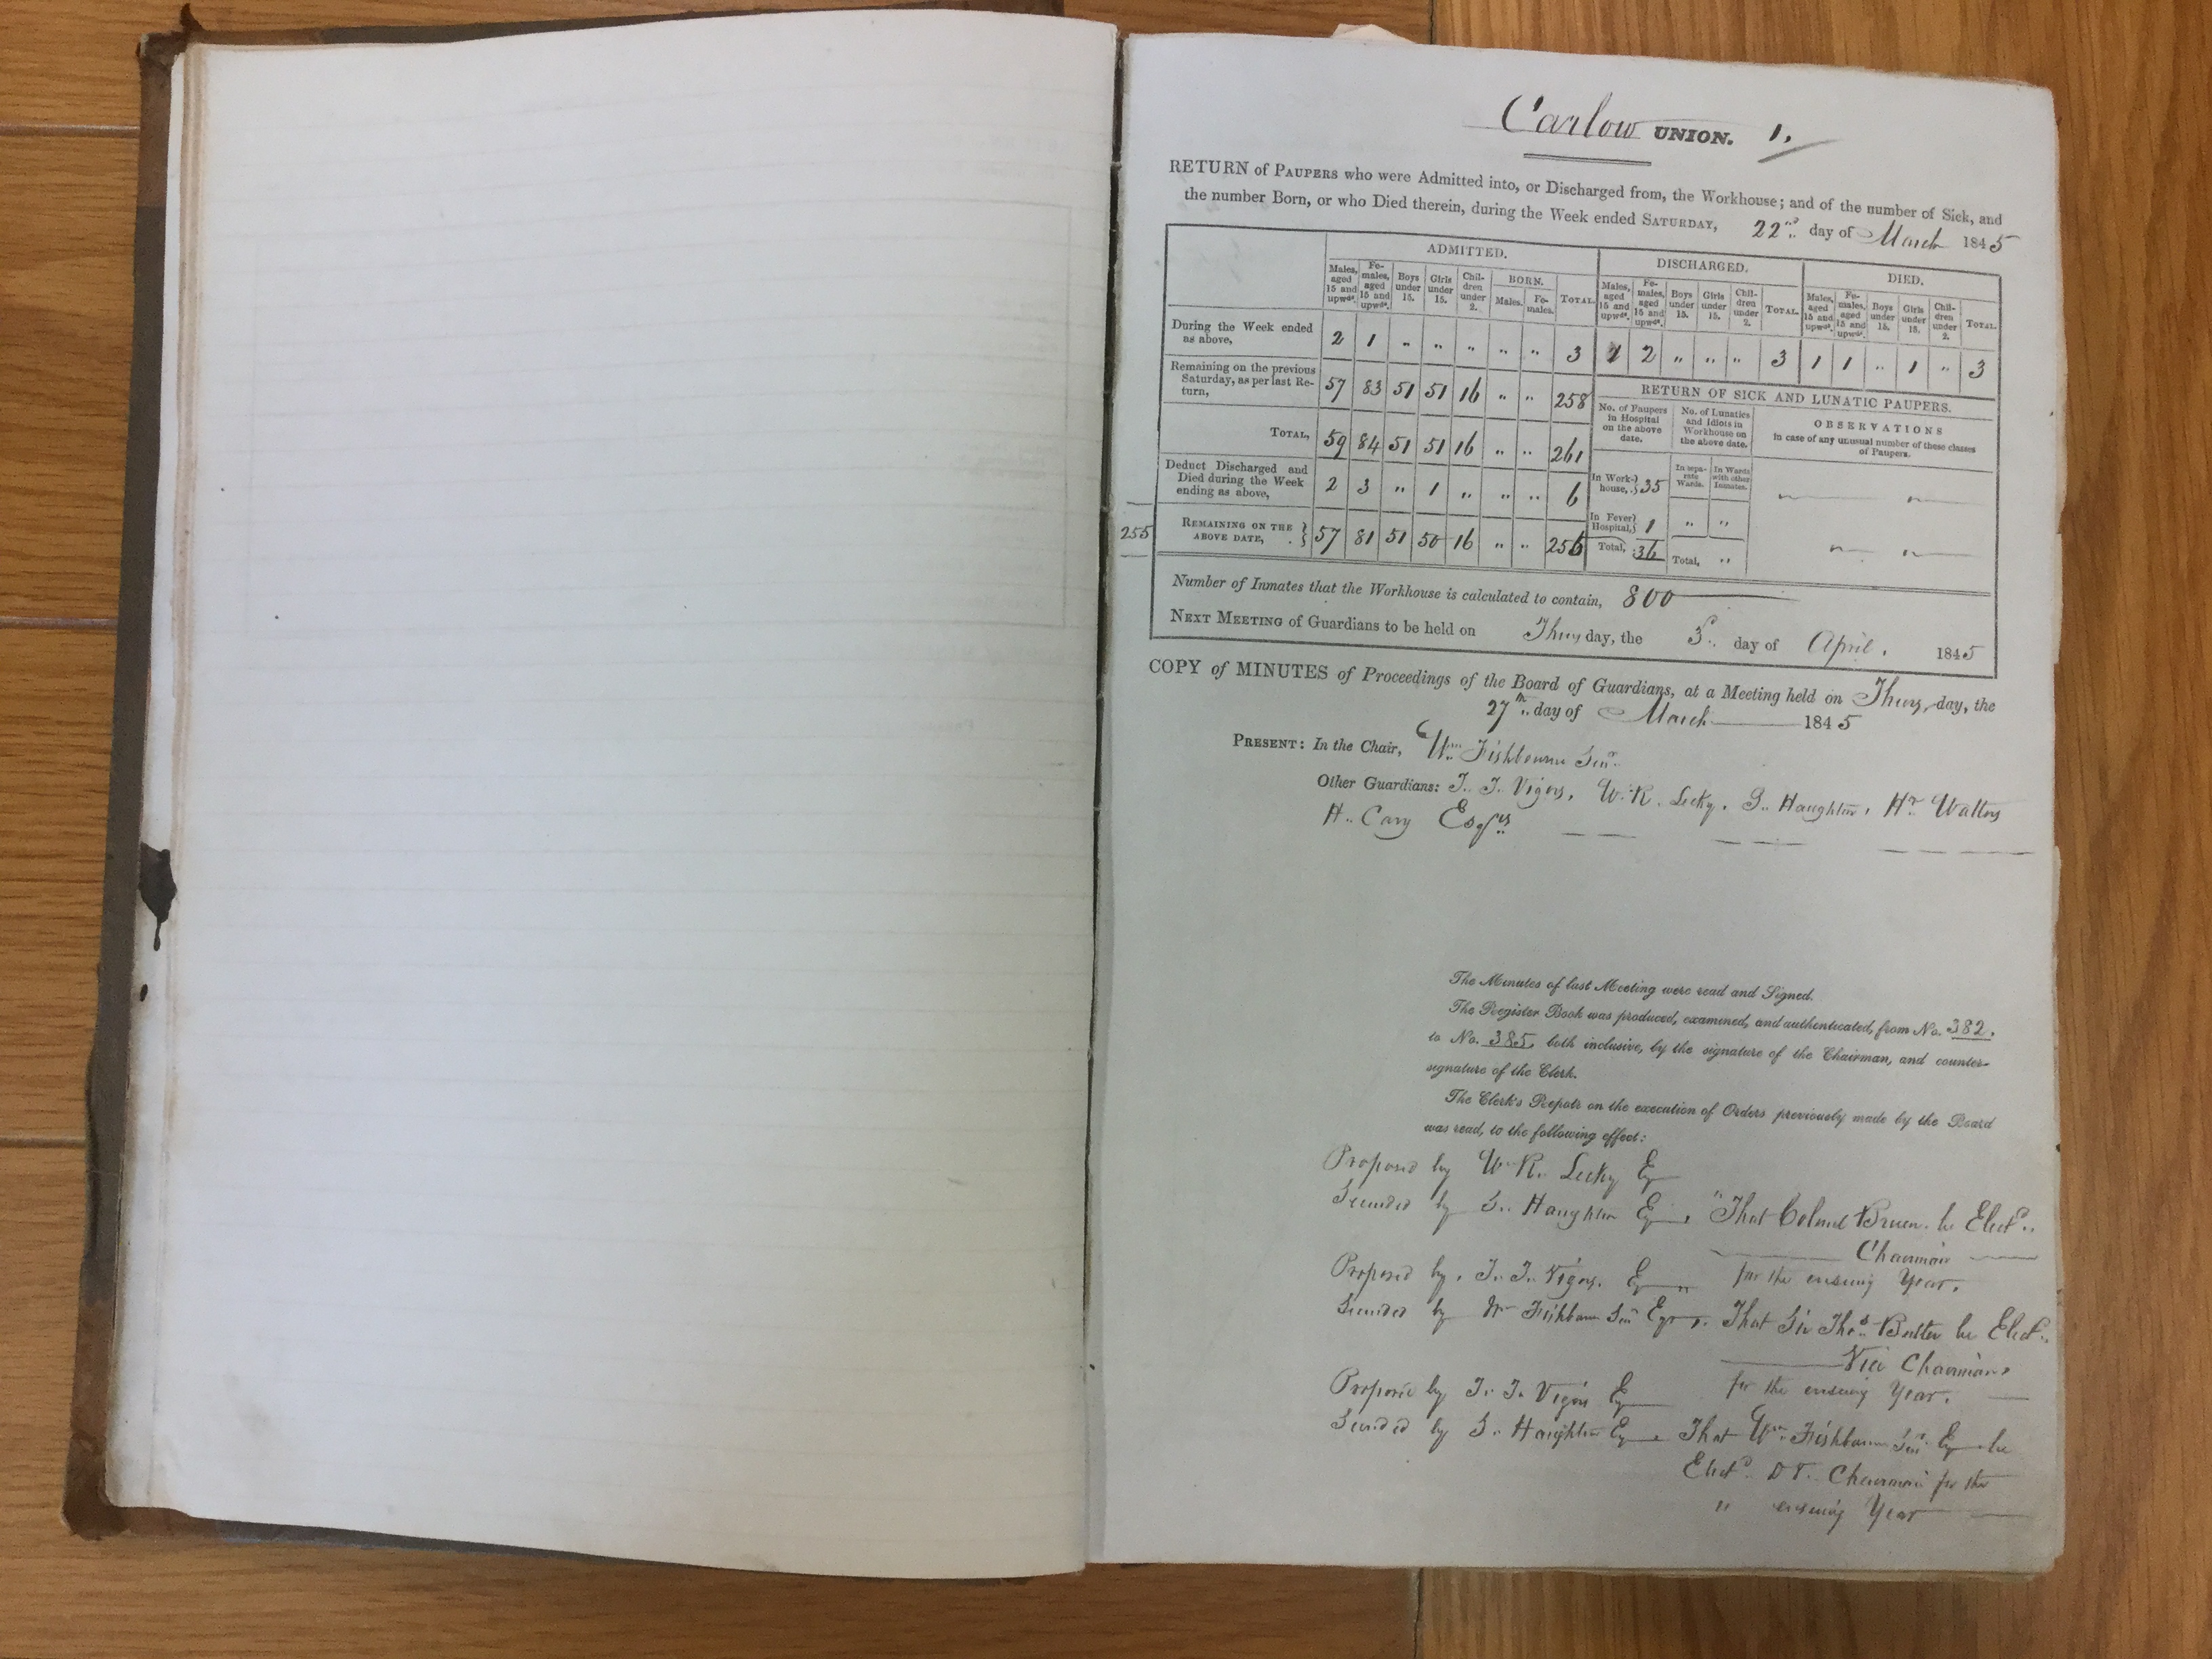 Carlow UNION. 1.
RETURN of PAUPERS who were Admitted into, or Discharged from, the Workhouse; and of the number of Sick, and
the number Born, or who Died therein, during the Week ended SATURDAY, 22nd day of March 1845
ADMITTED. DISCHARGED. DIED.
Males, aged 15 and upwds. Females, aged 15 and upwds. Boys under 15. Girls under 15. Children under 2. BORN. Males. Females. TOTAL. Males, aged 15 and upwds. Females, aged 15 and upwds. Boys under 15. Girls under 15. Children under 2. TOTAL. Males, aged 15 and upwds. Females, aged 15 and upwds. Boys under 15. Girls under 15. Children under 2. TOTAL.
During the Week ended as above, 2 1 " " " " " 3 1 2 " " " 3 1 1 " 1 " 3
Remaining on the previous Saturday, as per last Return, 57 83 51 51 16 " " 258
TOTAL, 59 84 51 51 16 " " 261
Deduct Discharged and Died during the Week ending as above, 2 3 " 1 " " " 6
255 REMAINING ON THE ABOVE DATE, 57 81 51 50 16 " " 256
RETURN OF SICK AND LUNATIC PAUPERS.
No. of Paupers in Hospital on the above date. No. of Lunatics and Idiots in Workhouse on the above date. OBSERVATIONS in case of any unusual number of these classes of Paupers.
In Workhouse, 35 In separate Wards. In Wards with other Inmates.
In Fever Hospital, 1 " "
Total, 36 Total, "
Number of Inmates that the Workhouse is calculated to contain, 800
NEXT MEETING of Guardians to be held on Thursday, the 3. day of April. 1845
COPY of MINUTES of Proceedings of the Board of Guardians, at a Meeting held on Thursday, the
27th day of March 1845
PRESENT: In the Chair, Wm Fishbourne Senr.
Other Guardians: T. T. Vigors, W. R. Lecky, S. Haughton, Hy Watters
H. Cary Esqrs
The Minutes of last Meeting were read and Signed.
The Register Book was produced, examined, and authenticated, from No. 382.
to No. 385, both inclusive, by the signature of the Chairman, and counter-
signature of the Clerk.
The Clerk's Report on the execution of Orders previously made by the Board
was read, to the following effect:
Proposed by W. R. Lecky Esq
Seconded by S. Haughton Esq "That Colonel Bruen be Electd
Chairman
Proposed by T. T. Vigors. Esq for the ensuing Year.
Seconded by Wm Fishbourne Senr Esqr. That Sir Thos Butler be Electd
Vice Chairman
Proposed by T. T. Vigors Esq for the ensuing Year.
Seconded by S. Haughton Esq That Wm Fishbourne Senr Esq be
Electd DV. Chairman for the
" ensuing Year